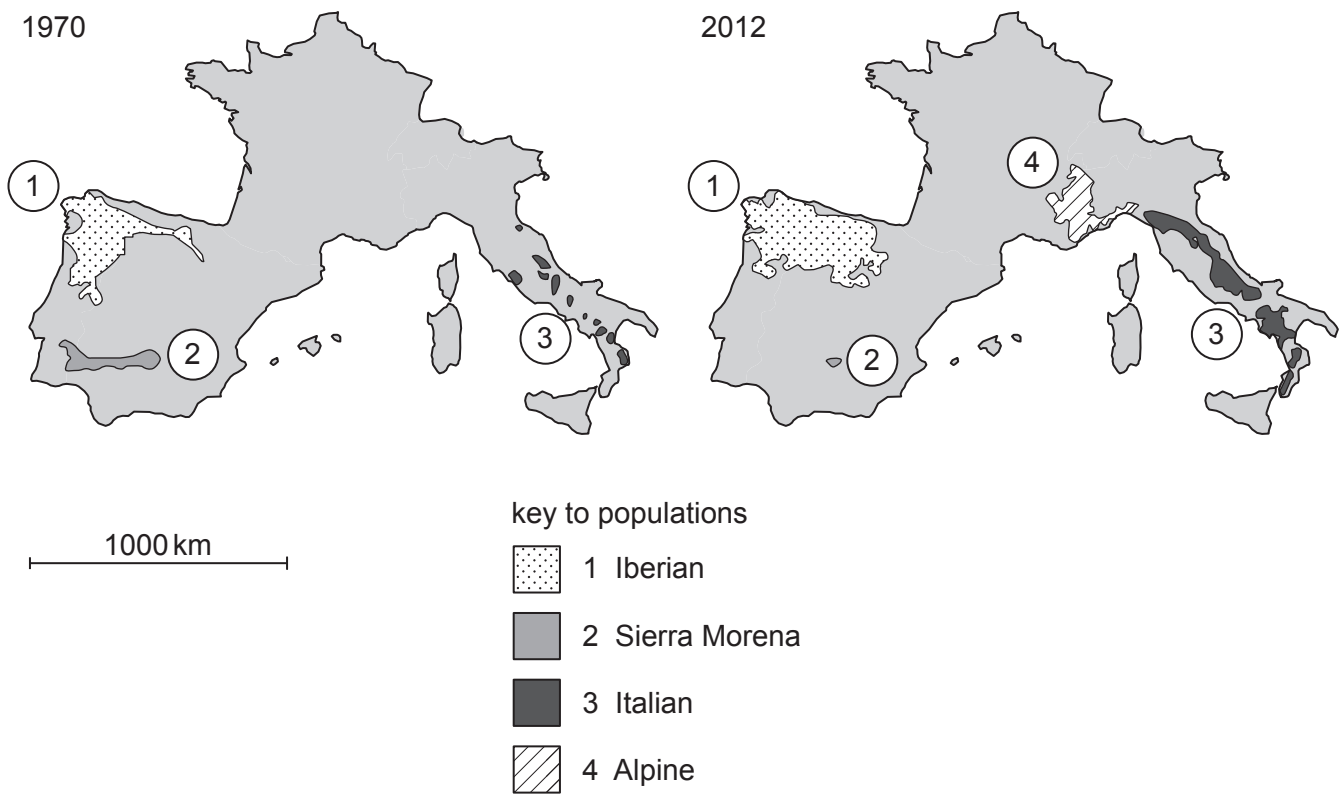 1970
2012
1
2
3
1
4
2
3
1000 km
key to populations
1 Iberian
2 Sierra Morena
3 Italian
4 Alpine